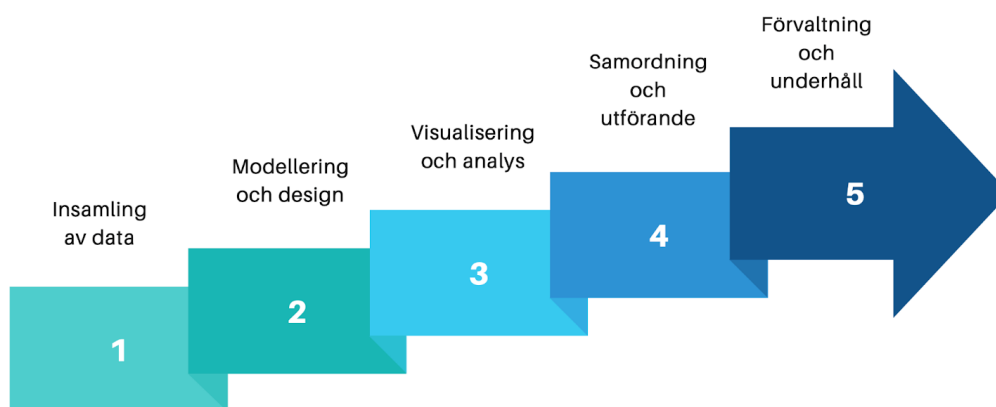 Insamling
av data
1
Modellering
och design
2
Visualisering
och analys
3
Samordning
och
utförande
4
Förvaltning
och
underhåll
5